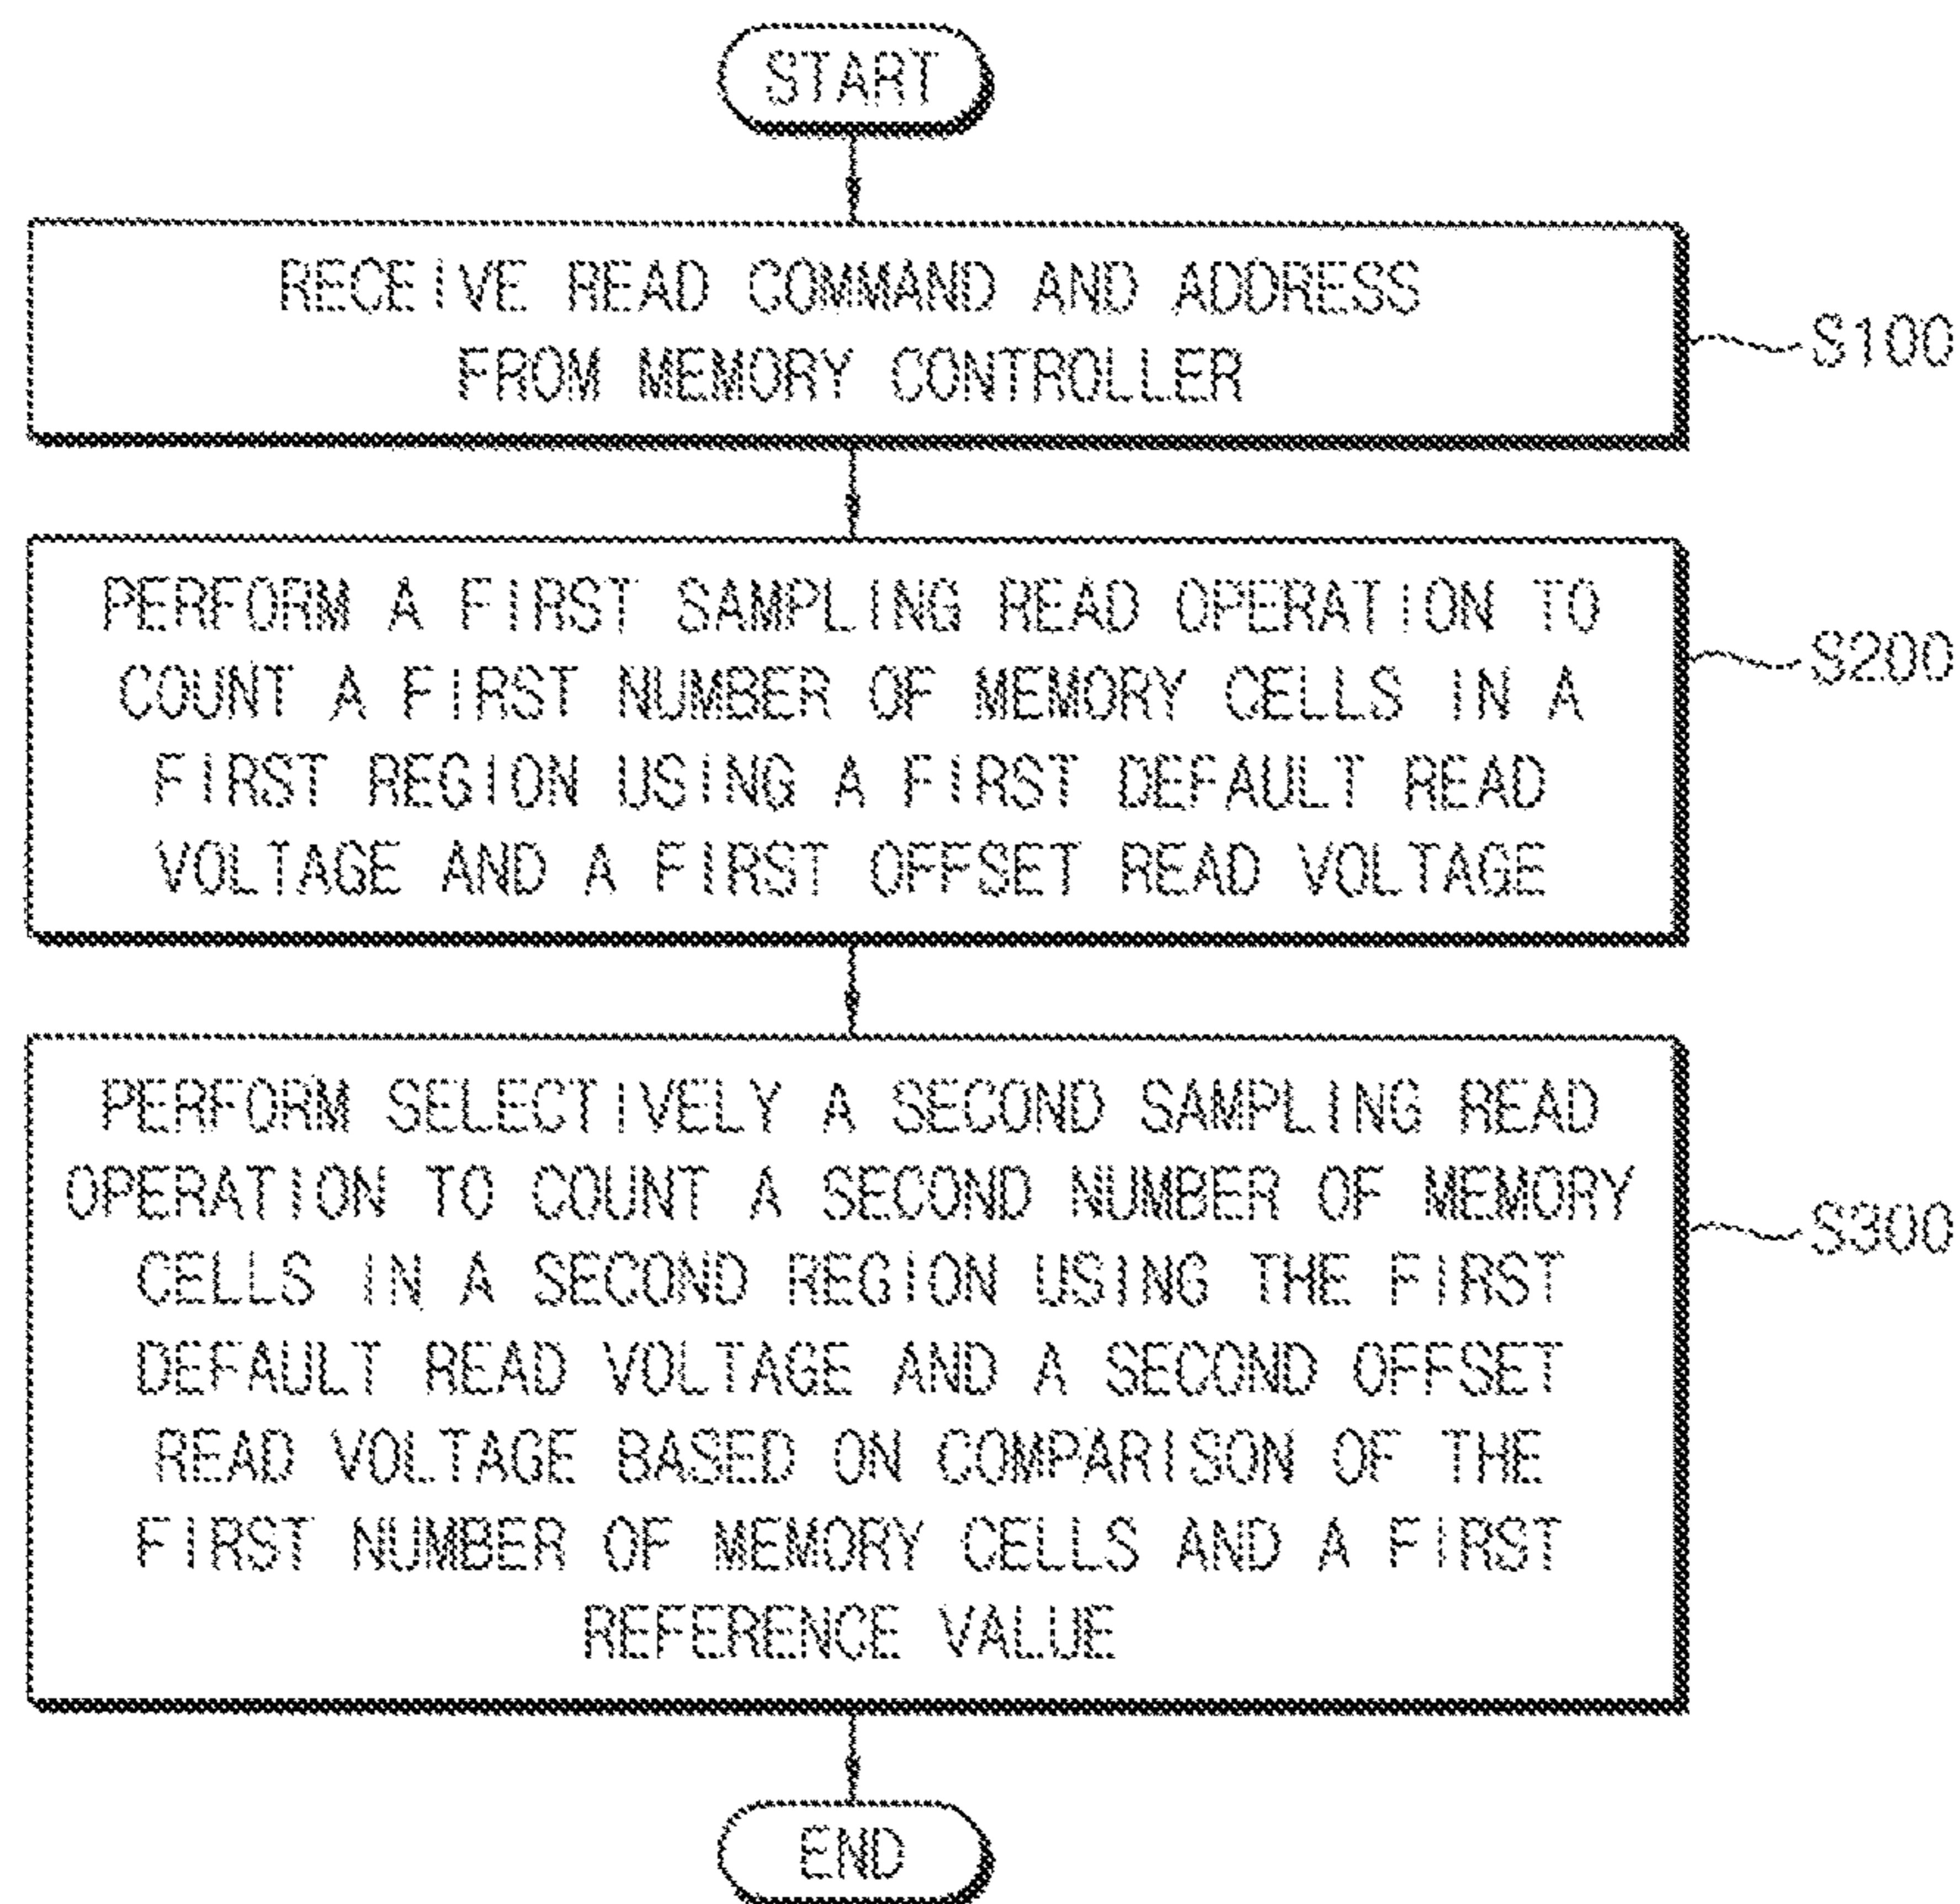 START
RECEIVE READ COMMAND AND ADDRESS
FROM MEMORY CONTROLLER
S100
PERFORM A FIRST SAMPLING READ OPERATION TO
COUNT A FIRST NUMBER OF MEMORY CELLS IN A
FIRST REGION USING A FIRST DEFAULT READ
VOLTAGE AND A FIRST OFFSET READ VOLTAGE
S200
PERFORM SELECTIVELY A SECOND SAMPLING READ
OPERATION TO COUNT A SECOND NUMBER OF MEMORY
CELLS IN A SECOND REGION USING THE FIRST
DEFAULT READ VOLTAGE AND A SECOND OFFSET
READ VOLTAGE BASED ON COMPARISON OF THE
FIRST NUMBER OF MEMORY CELLS AND A FIRST
REFERENCE VALUE
S300
END